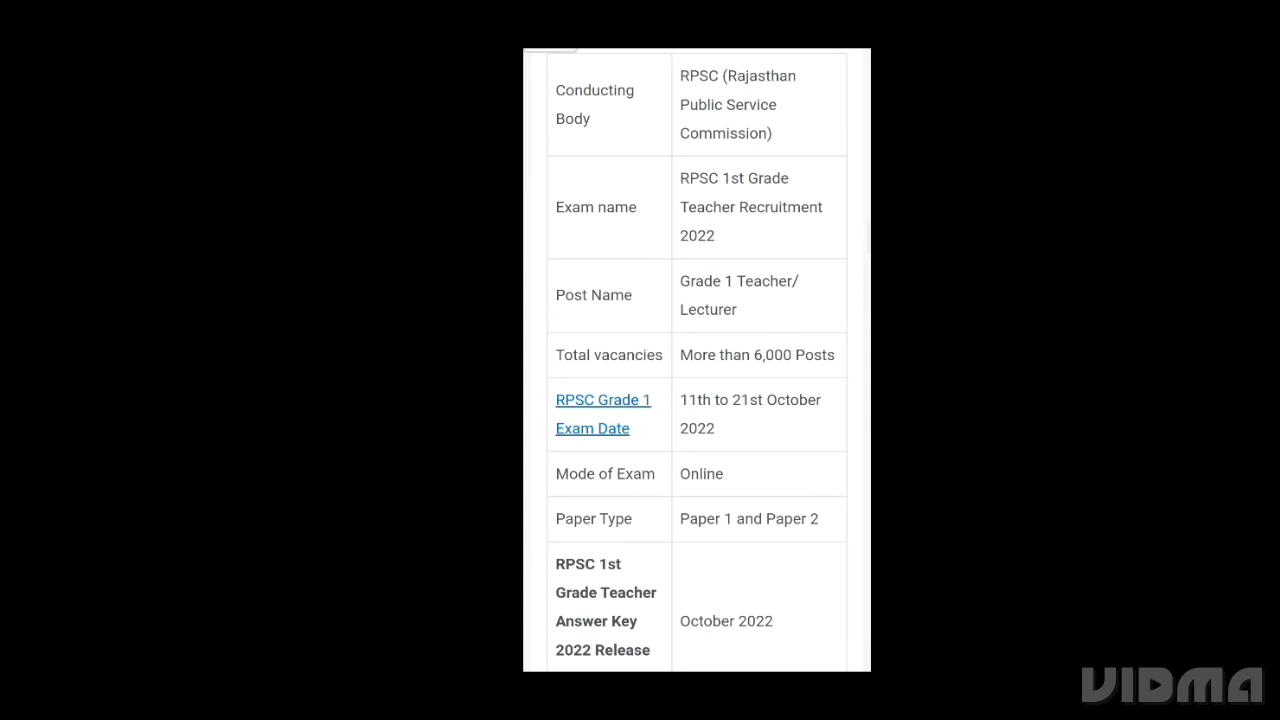 Conducting
Body
RPSC (Rajasthan
Public Service
Commission)
Exam name
RPSC 1st Grade
Teacher Recruitment
2022
Post Name
Grade 1 Teacher/
Lecturer
Total vacancies
More than 6,000 Posts
RPSC Grade 1
Exam Date
11th to 21st October
2022
Mode of Exam
Online
Paper Type
Paper 1 and Paper 2
RPSC 1st
Grade Teacher
Answer Key
2022 Release
October 2022
VIDMA